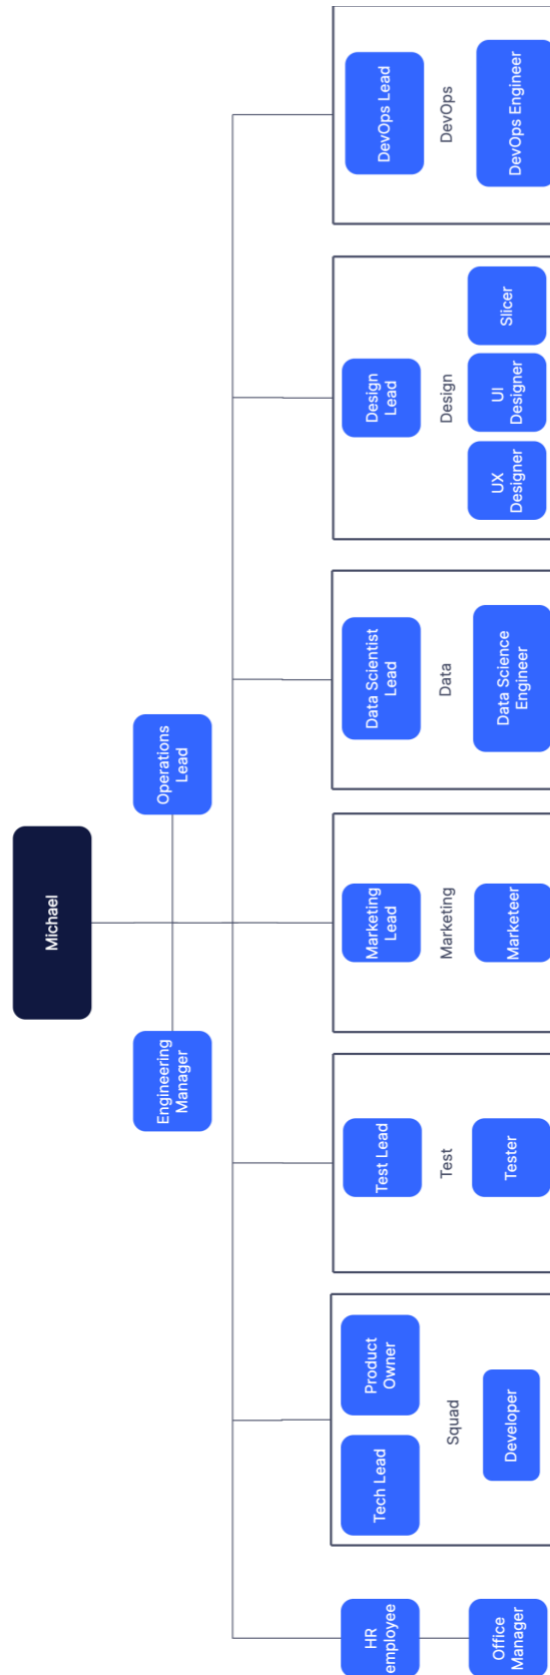 Michael
Engineering
Manager
Operations
Lead
HR
employee
Office
Manager
Tech Lead
Product
Owner
Squad
Developer
Test Lead
Test
Tester
Marketing
Lead
Marketing
Marketeer
Data Scientist
Lead
Data
Data Science
Engineer
Design
Lead
Design
UX
Designer
UI
Designer
Slicer
DevOps Lead
DevOps
DevOps Engineer